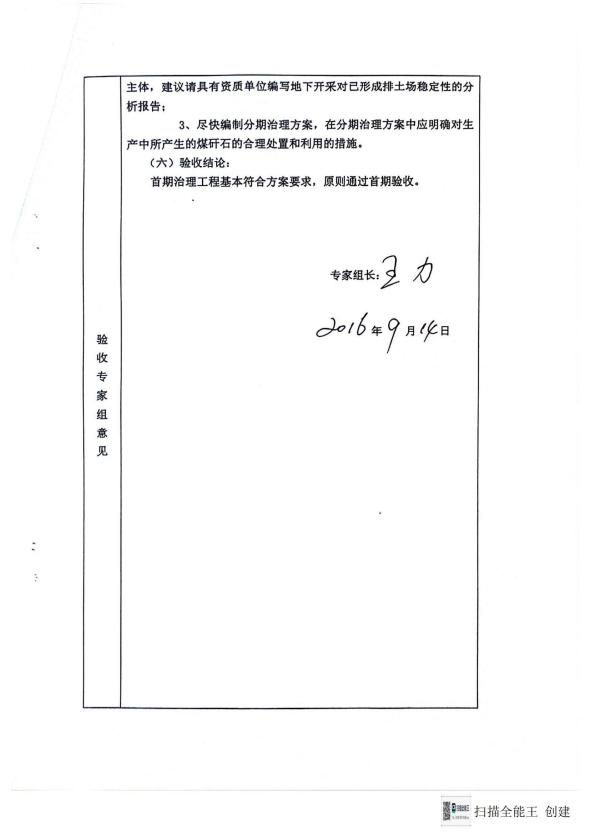 主体，建议请具有资质单位编写地下开采对已形成排土场稳定性的分
析报告；
3、尽快编制分期治理方案，在分期治理方案中应明确对生
产中所产生的煤矸石的合理处置和利用的措施。
（六）验收结论：
首期治理工程基本符合方案要求，原则通过首期验收。
专家组长：王力
2016年9月14日
验收专家组意见
扫描全能王 创建